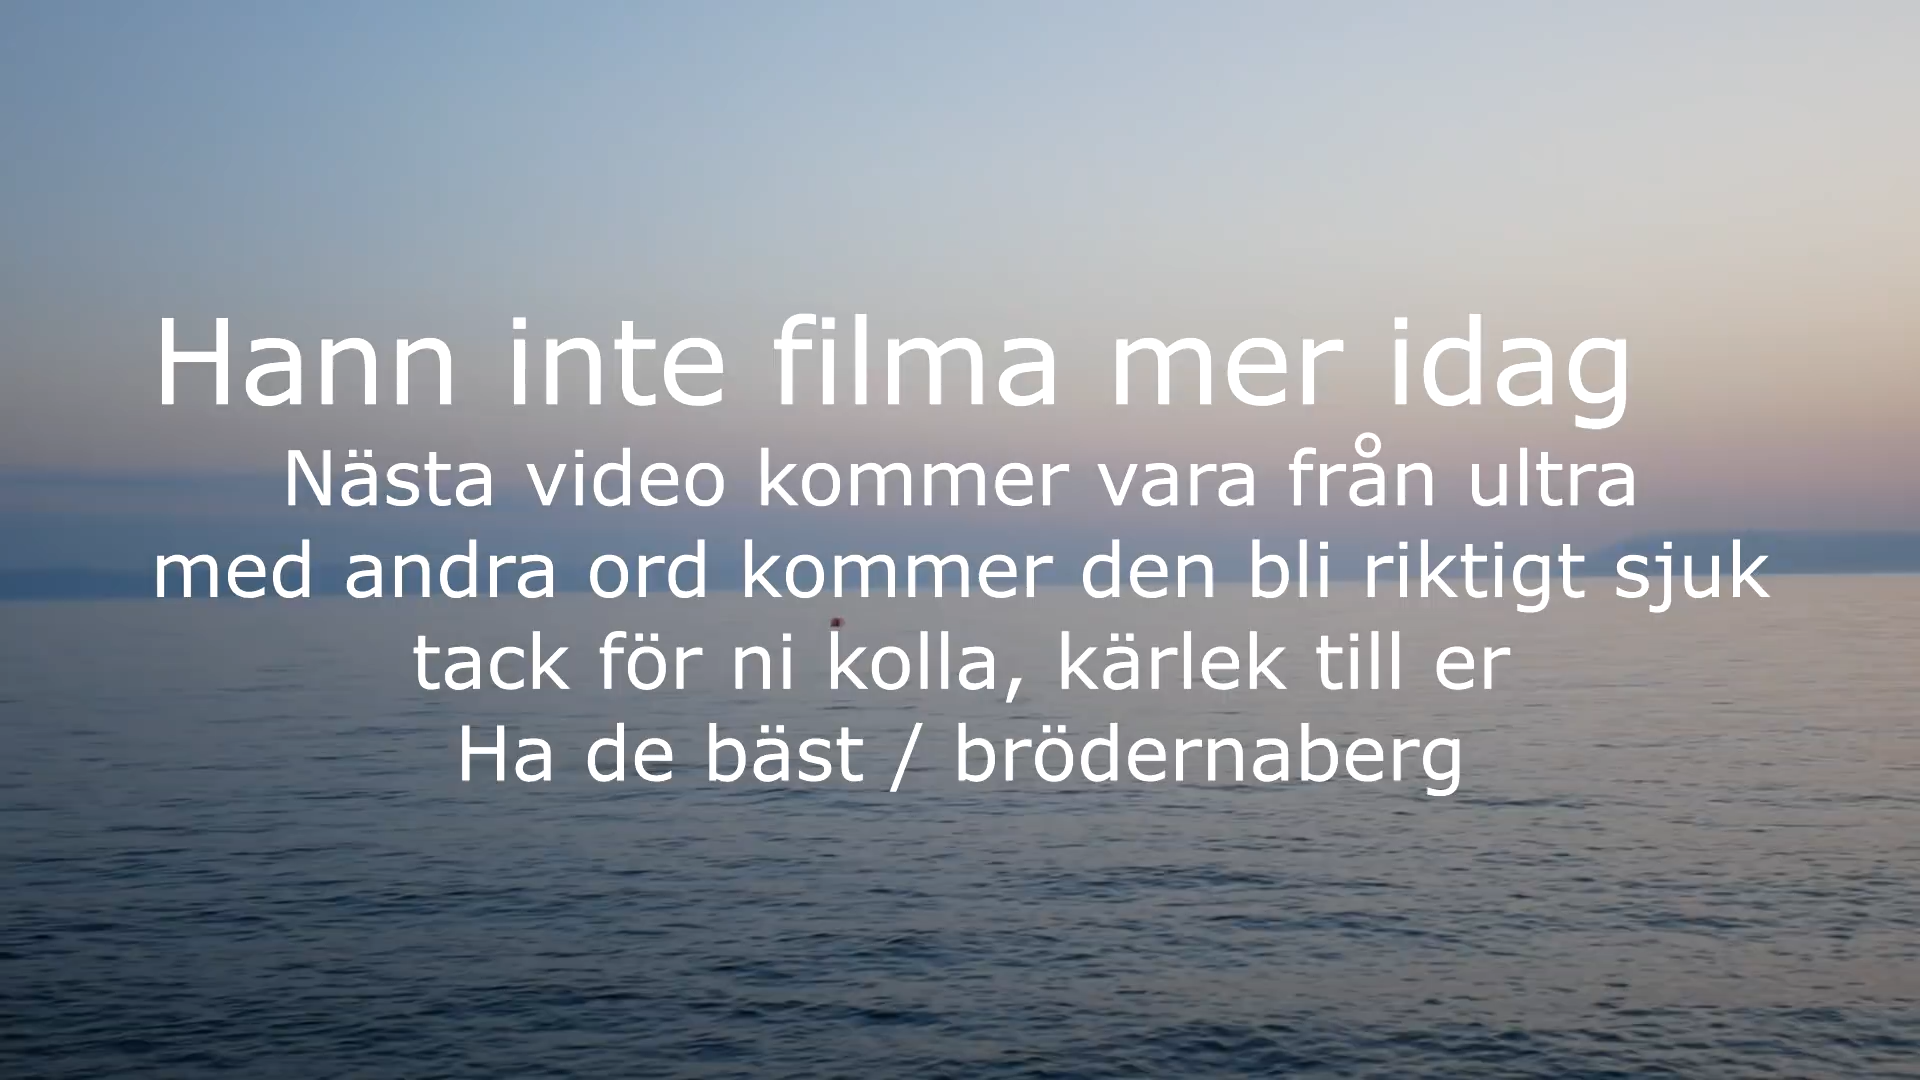 Hann inte filma mer idag
Nästa video kommer vara från ultra
med andra ord kommer den bli riktigt sjuk
tack för ni kolla, kärlek till er
Ha de bäst / brödernaberg